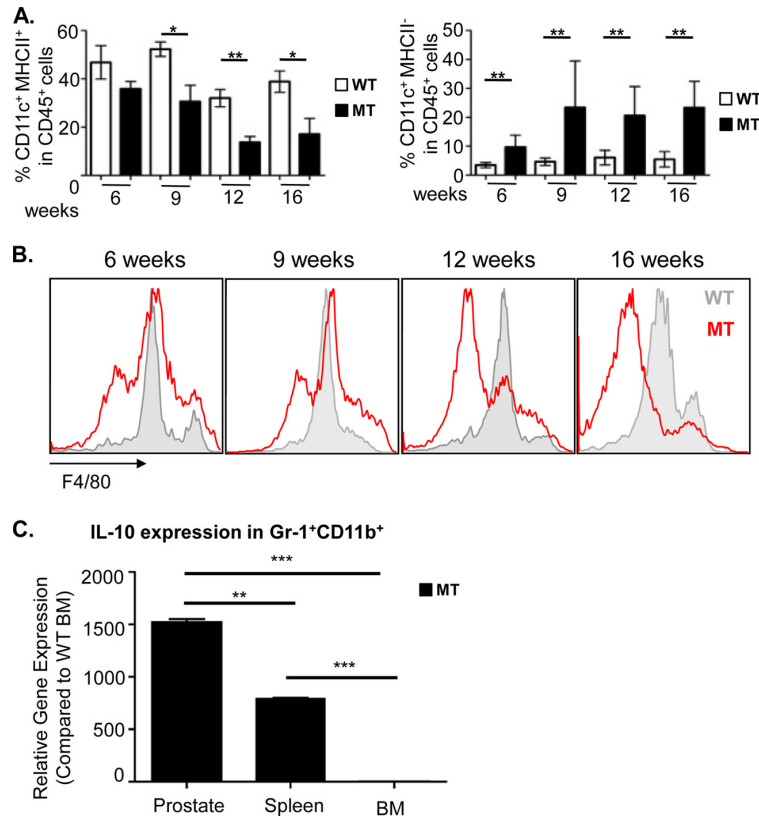 A.
% CD11c⁺ MHCII⁺
in CD45⁺ cells
60
40
20
0
* ** *
WT
MT
6 9 12 16
weeks
% CD11c⁺ MHCII⁻
in CD45⁺ cells
50
40
30
20
10
0
** ** ** **
WT
MT
6 9 12 16
weeks
B.
6 weeks 9 weeks 12 weeks 16 weeks
WT
MT
F4/80
C.
IL-10 expression in Gr-1⁺CD11b⁺
Relative Gene Expression
(Compared to WT BM)
2000
1500
1000
500
0
***
**
***
MT
Prostate Spleen BM